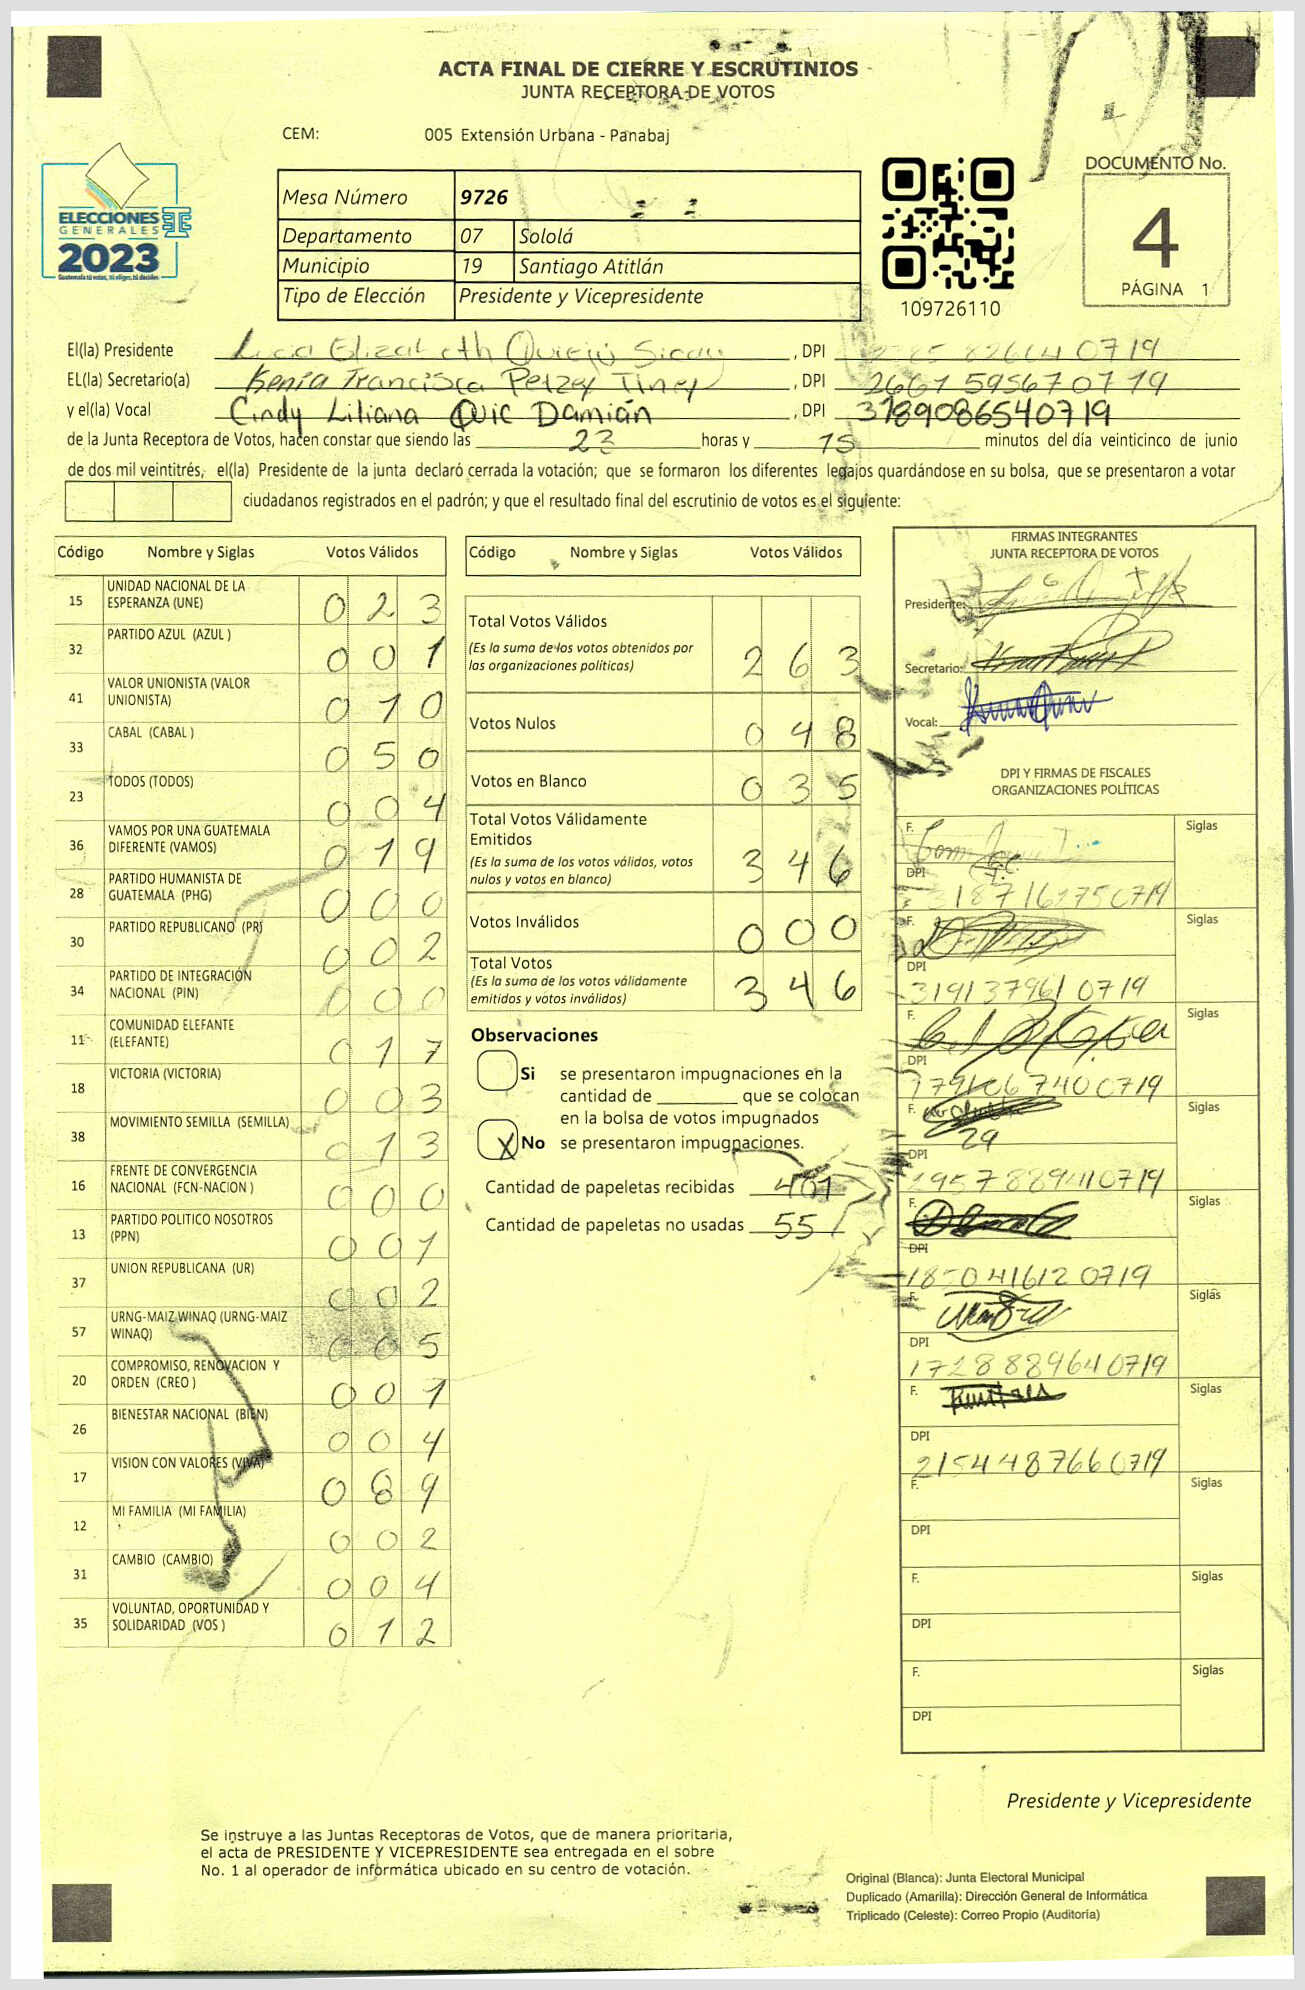 ACTA FINAL DE CIERRE Y ESCRUTINIOS
JUNTA RECEPTORA DE VOTOS
CEM: 005 Extensión Urbana - Panabaj
DOCUMENTO No.
4
PÁGINA 1
ELECCIONES
GENERALES
2023
Mesa Número 9726
Departamento 07 Sololá
Municipio 19 Santiago Atitlán
Tipo de Elección Presidente y Vicepresidente
109726110
El(la) Presidente Elizabeth Quiejú Sicay, DPI 0719
EL(la) Secretario(a) Kenia Francisca Petzey Tiney, DPI 2667 59567 0719
y el(la) Vocal Cindy Liliana Quic Damián, DPI 3189086540719
de la Junta Receptora de Votos, hacen constar que siendo las 23 horas y 15 minutos del día veinticinco de junio
de dos mil veintitrés, el(la) Presidente de la junta declaró cerrada la votación; que se formaron los diferentes legajos quardándose en su bolsa, que se presentaron a votar
ciudadanos registrados en el padrón; y que el resultado final del escrutinio de votos es el siguiente:
Código Nombre y Siglas Votos Válidos
15 UNIDAD NACIONAL DE LA ESPERANZA (UNE) 0 2 3
32 PARTIDO AZUL (AZUL ) 0 0 1
41 VALOR UNIONISTA (VALOR UNIONISTA) 0 1 0
33 CABAL (CABAL ) 0 5 0
23 TODOS (TODOS) 0 0 4
36 VAMOS POR UNA GUATEMALA DIFERENTE (VAMOS) 0 1 9
28 PARTIDO HUMANISTA DE GUATEMALA (PHG) 0 0 0
30 PARTIDO REPUBLICANO (PR) 0 0 2
34 PARTIDO DE INTEGRACIÓN NACIONAL (PIN) 0 0 0
11 COMUNIDAD ELEFANTE (ELEFANTE) 0 1 7
18 VICTORIA (VICTORIA) 0 0 3
38 MOVIMIENTO SEMILLA (SEMILLA) 0 1 3
16 FRENTE DE CONVERGENCIA NACIONAL (FCN-NACION ) 0 0 0
13 PARTIDO POLITICO NOSOTROS (PPN) 0 0 1
37 UNION REPUBLICANA (UR) 0 0 2
57 URNG-MAIZ WINAQ (URNG-MAIZ WINAQ) 0 0 5
20 COMPROMISO, RENOVACION Y ORDEN (CREO ) 0 0 1
26 BIENESTAR NACIONAL (BIEN) 0 0 4
17 VISION CON VALORES (VIVA) 0 8 9
12 MI FAMILIA (MI FAMILIA) 0 0 2
31 CAMBIO (CAMBIO) 0 0 4
35 VOLUNTAD, OPORTUNIDAD Y SOLIDARIDAD (VOS ) 0 1 2
Código Nombre y Siglas Votos Válidos
Total Votos Válidos 2 6 3
(Es la suma de los votos obtenidos por
las organizaciones políticas)
Votos Nulos 0 4 8
Votos en Blanco 0 3 5
Total Votos Válidamente
Emitidos
(Es la suma de los votos válidos, votos
nulos y votos en blanco) 3 4 6
Votos Inválidos 0 0 0
Total Votos
(Es la suma de los votos válidamente
emitidos y votos inválidos) 3 4 6
Observaciones
Si se presentaron impugnaciones en la
cantidad de ________ que se colocan
en la bolsa de votos impugnados
X No se presentaron impugnaciones.
Cantidad de papeletas recibidas 401
Cantidad de papeletas no usadas 55
FIRMAS INTEGRANTES
JUNTA RECEPTORA DE VOTOS
Presidente:
Secretario:
Vocal:
DPI Y FIRMAS DE FISCALES
ORGANIZACIONES POLÍTICAS
F. Siglas
DPI
3187162750719
F. Siglas
DPI
3191379610719
F. Siglas
DPI
1791067400719
F. Siglas
DPI
F. Siglas
DPI
1850416120719
F. Siglas
DPI
1728889640719
F. Siglas
DPI
2154487660719
F. Siglas
DPI
F. Siglas
DPI
F. Siglas
DPI
Presidente y Vicepresidente
Se instruye a las Juntas Receptoras de Votos, que de manera prioritaria,
el acta de PRESIDENTE Y VICEPRESIDENTE sea entregada en el sobre
No. 1 al operador de informática ubicado en su centro de votación.
Original (Blanca): Junta Electoral Municipal
Duplicado (Amarilla): Dirección General de Informática
Triplicado (Celeste): Correo Propio (Auditoría)